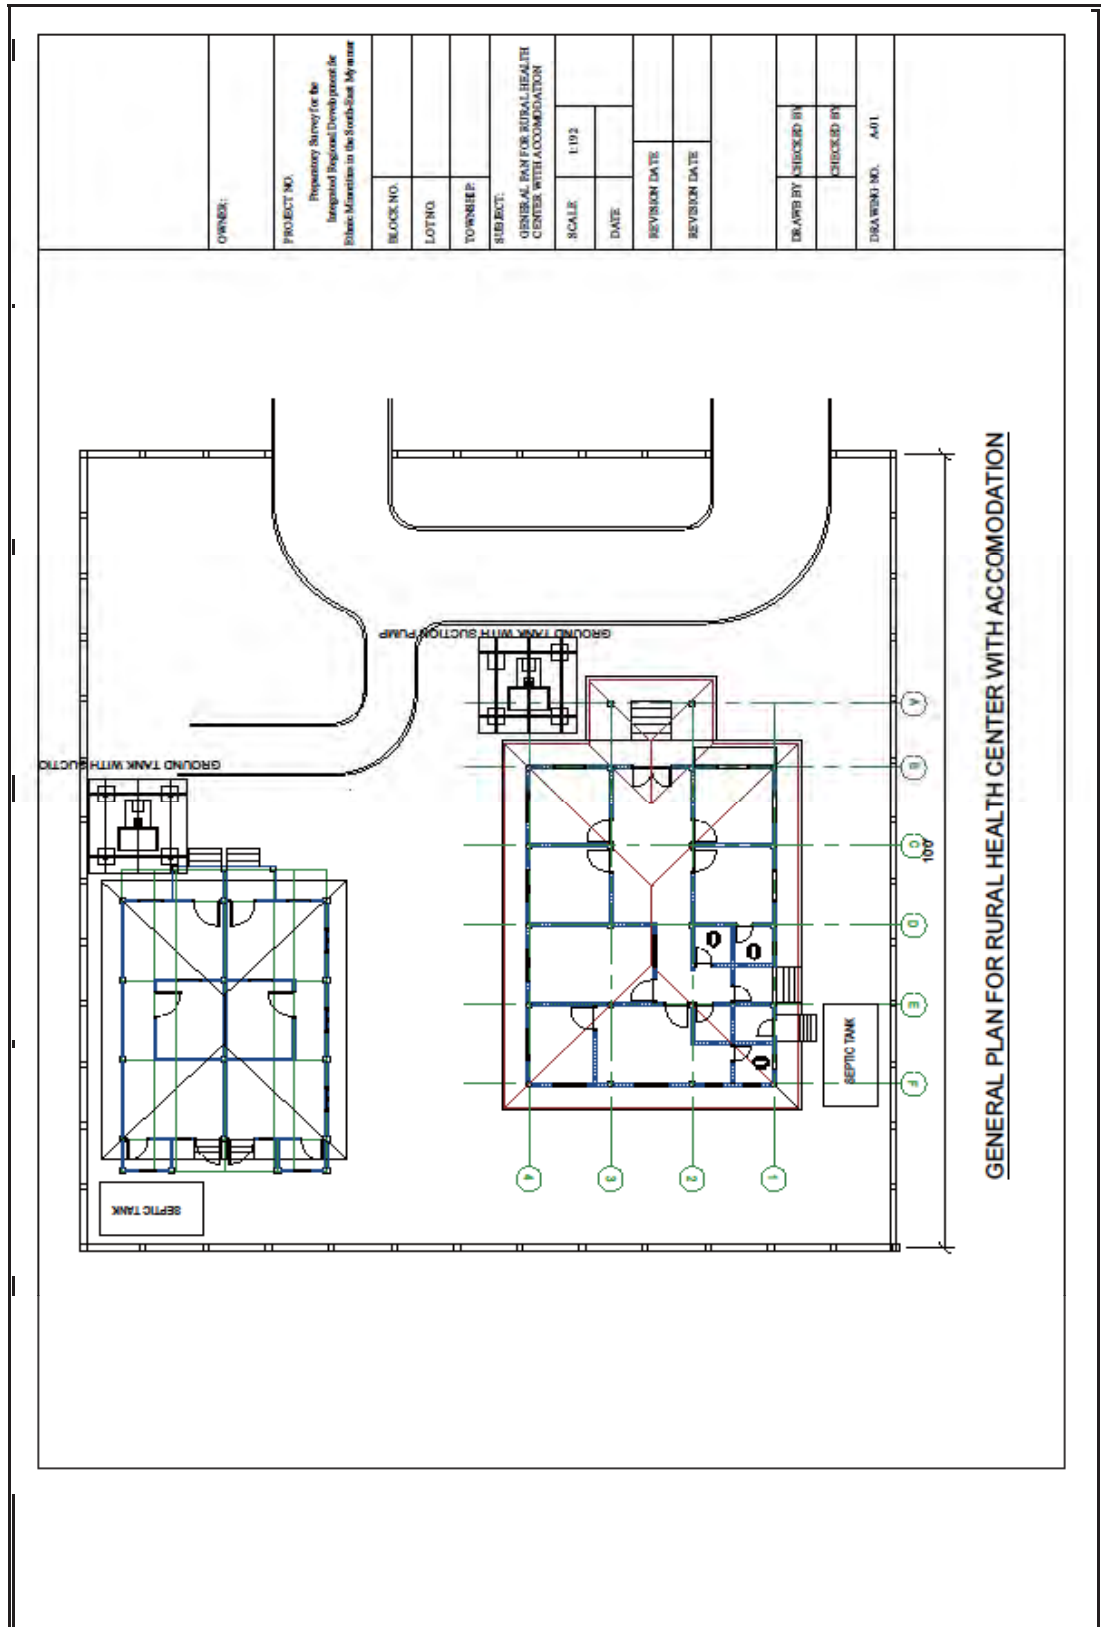 OWNER:
PROJECT NO.
Preparatory Survey for the
Integrated Regional Development for
Ethnic Minorities in the South-East Myanmar
BLOCK NO.
LOT NO.
TOWNSHIP:
SUBJECT:
GENERAL PAN FOR RURAL HEALTH
CENTER WITH ACCOMODATION
SCALE 1:192
DATE
REVISION DATE
REVISION DATE
DRAWB BY CHECKED BY
CHECKED BY
DRAWING NO. A-01
GROUND TANK WITH SUCTION PUMP
GROUND TANK WITH SUCTIC
SEPTIC TANK
SEPTIC TANK
A
B
C
D
E
F
4
3
2
1
100'
GENERAL PLAN FOR RURAL HEALTH CENTER WITH ACCOMODATION